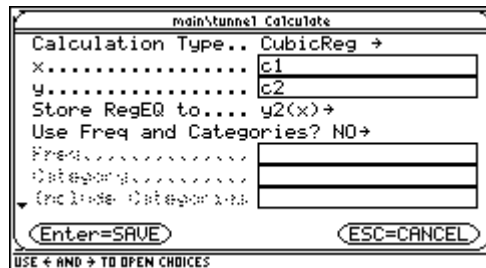 main\tunnel Calculate
Calculation Type.. CubicReg →
x................. c1
y................. c2
Store RegEQ to.... y2(x)→
Use Freq and Categories? NO→
Freq..............
Category..........
Include Categories
Enter=SAVE ESC=CANCEL
USE ← AND → TO OPEN CHOICES